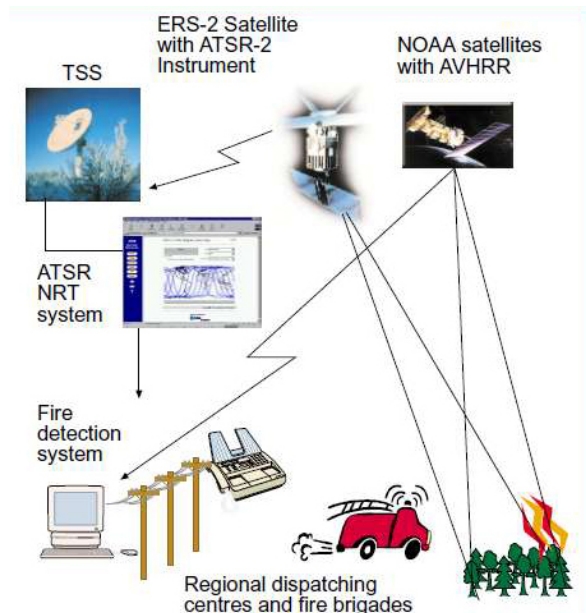 ERS-2 Satellite
with ATSR-2
Instrument
NOAA satellites
with AVHRR
TSS
ATSR
NRT
system
Fire
detection
system
Regional dispatching
centres and fire brigades